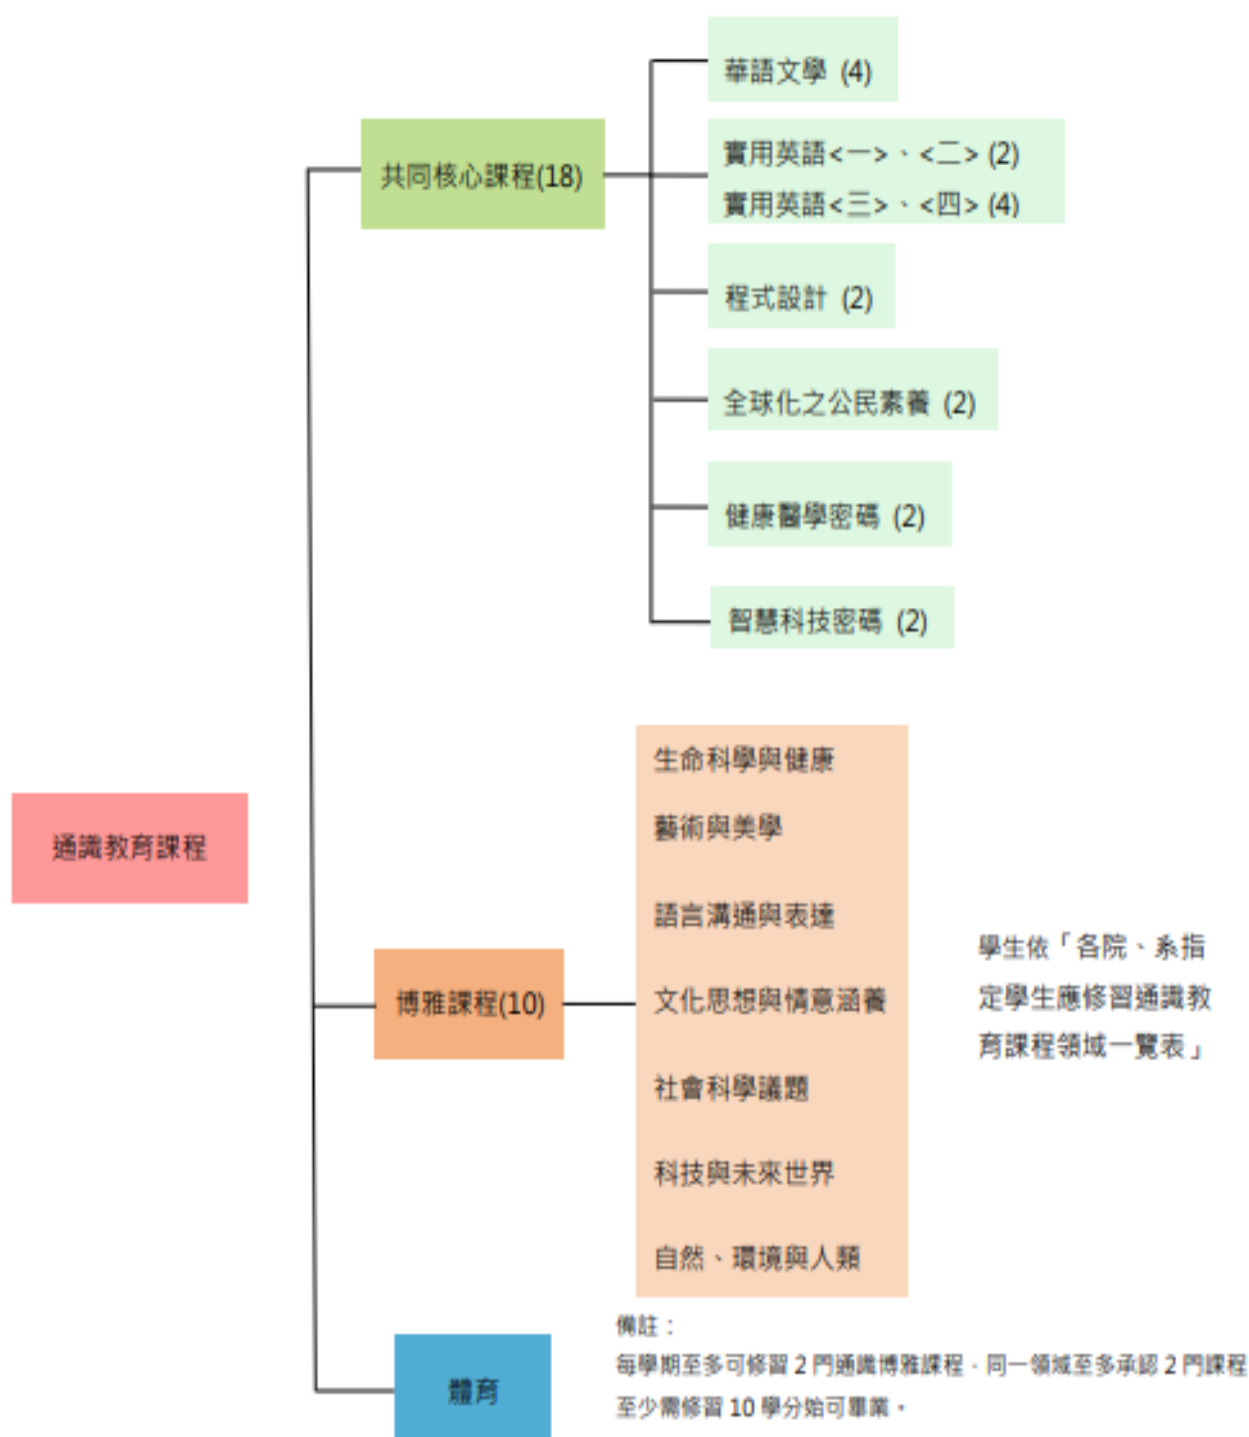 通識教育課程
共同核心課程(18)
華語文學 (4)
實用英語<一>、<二> (2)
實用英語<三>、<四> (4)
程式設計 (2)
全球化之公民素養 (2)
健康醫學密碼 (2)
智慧科技密碼 (2)
博雅課程(10)
生命科學與健康
藝術與美學
語言溝通與表達
文化思想與情意涵養
社會科學議題
科技與未來世界
自然、環境與人類
學生依「各院、系指
定學生應修習通識教
育課程領域一覽表」
體育
備註：
每學期至多可修習 2 門通識博雅課程，同一領域至多承認 2 門課程
至少需修習 10 學分始可畢業。